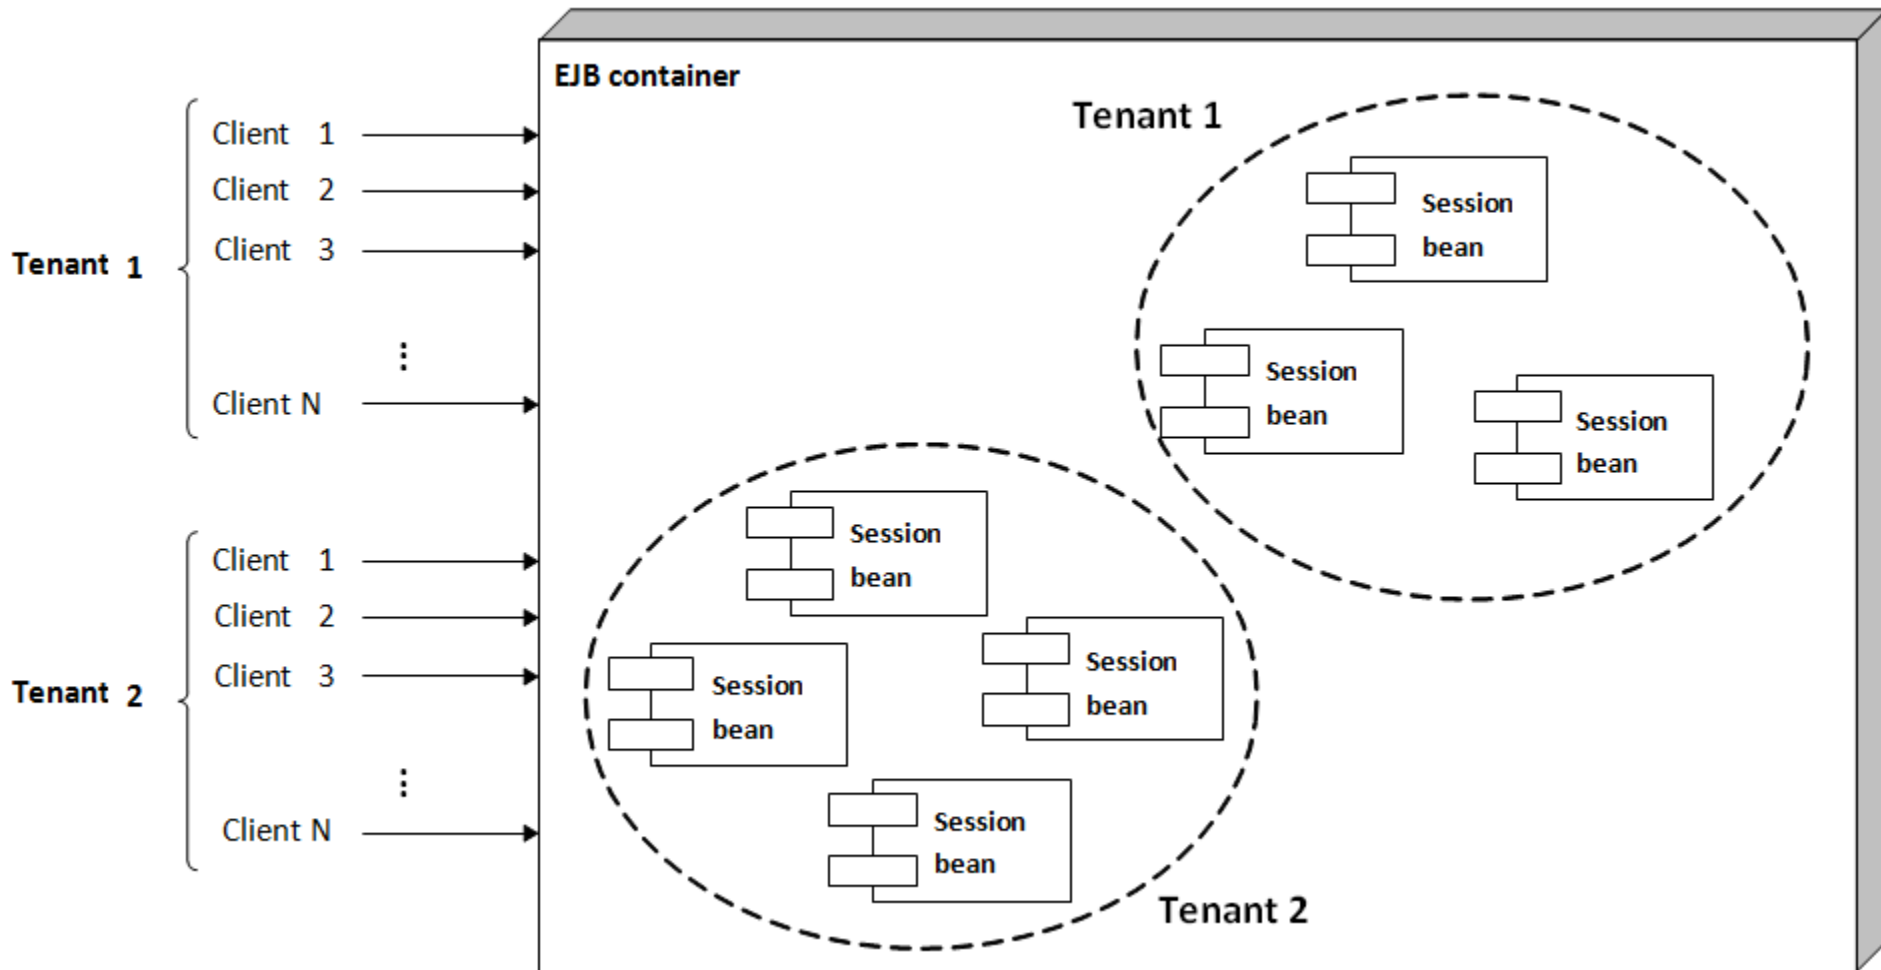 EJB container
Tenant 1
Client 1
Client 2
Client 3
⋮
Client N
Tenant 2
Client 1
Client 2
Client 3
⋮
Client N
Tenant 1
Session
bean
Session
bean
Session
bean
Session
bean
Session
bean
Session
bean
Session
bean
Tenant 2